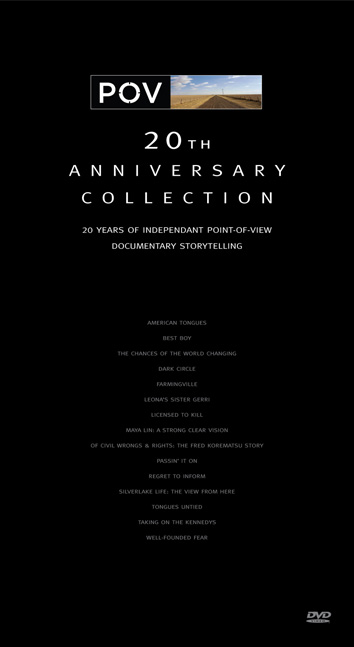 POV
20TH
ANNIVERSARY
COLLECTION
20 YEARS OF INDEPENDANT POINT-OF-VIEW
DOCUMENTARY STORYTELLING
AMERICAN TONGUES
BEST BOY
THE CHANCES OF THE WORLD CHANGING
DARK CIRCLE
FARMINGVILLE
LEONA'S SISTER GERRI
LICENSED TO KILL
MAYA LIN: A STRONG CLEAR VISION
OF CIVIL WRONGS & RIGHTS: THE FRED KOREMATSU STORY
PASSIN' IT ON
REGRET TO INFORM
SILVERLAKE LIFE: THE VIEW FROM HERE
TONGUES UNTIED
TAKING ON THE KENNEDYS
WELL-FOUNDED FEAR
DVD